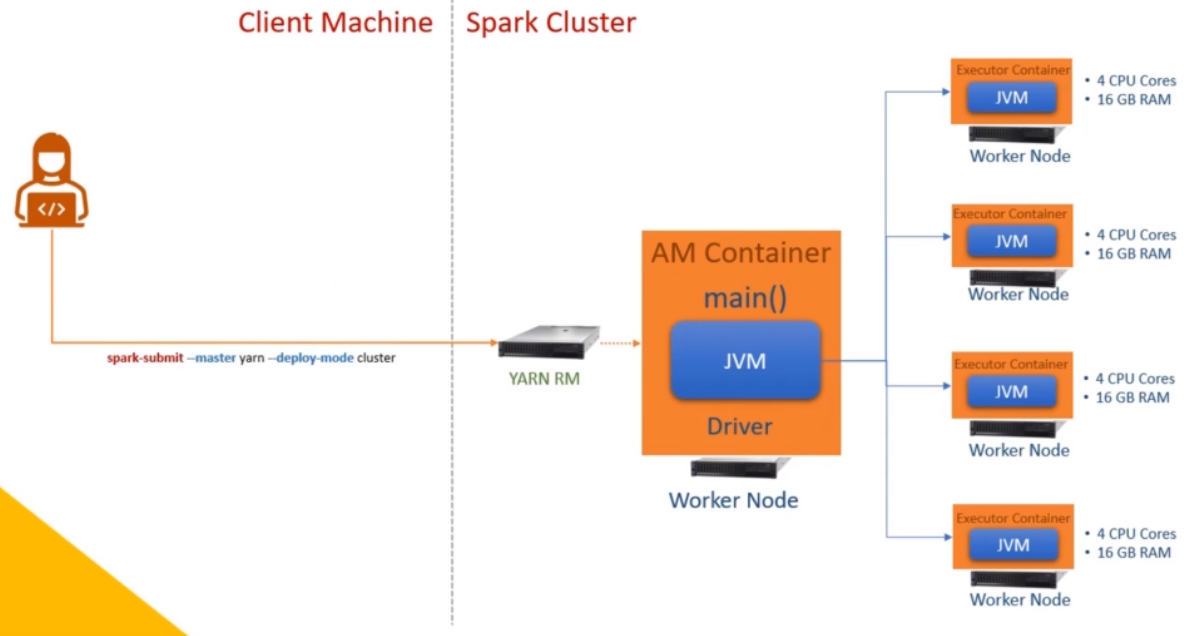 Client Machine
Spark Cluster
</>
spark-submit --master yarn --deploy-mode cluster
YARN RM
AM Container
main()
JVM
Driver
Worker Node
Executor Container
JVM
• 4 CPU Cores
• 16 GB RAM
Worker Node
Executor Container
JVM
• 4 CPU Cores
• 16 GB RAM
Worker Node
Executor Container
JVM
• 4 CPU Cores
• 16 GB RAM
Worker Node
Executor Container
JVM
• 4 CPU Cores
• 16 GB RAM
Worker Node